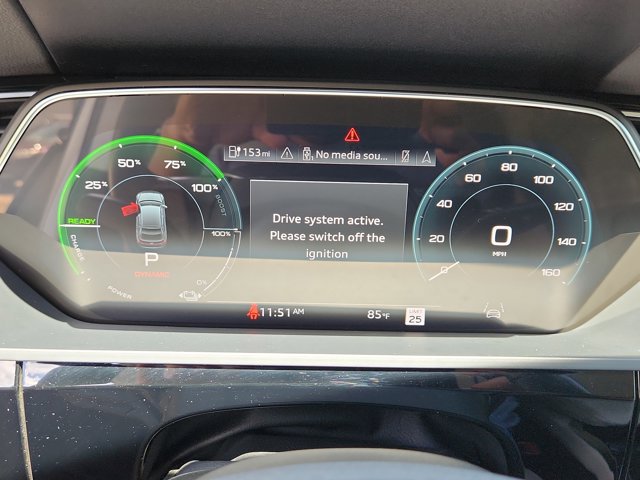 153 mi
No media sou...
50% 75%
25% 100%
BOOST
READY
100%
CHARGE
P
DYNAMIC
0%
POWER
Drive system active.
Please switch off the
ignition
0 20 40 60 80 100 120 140 160
0
MPH
11:51 AM
85°F
LIMIT
25